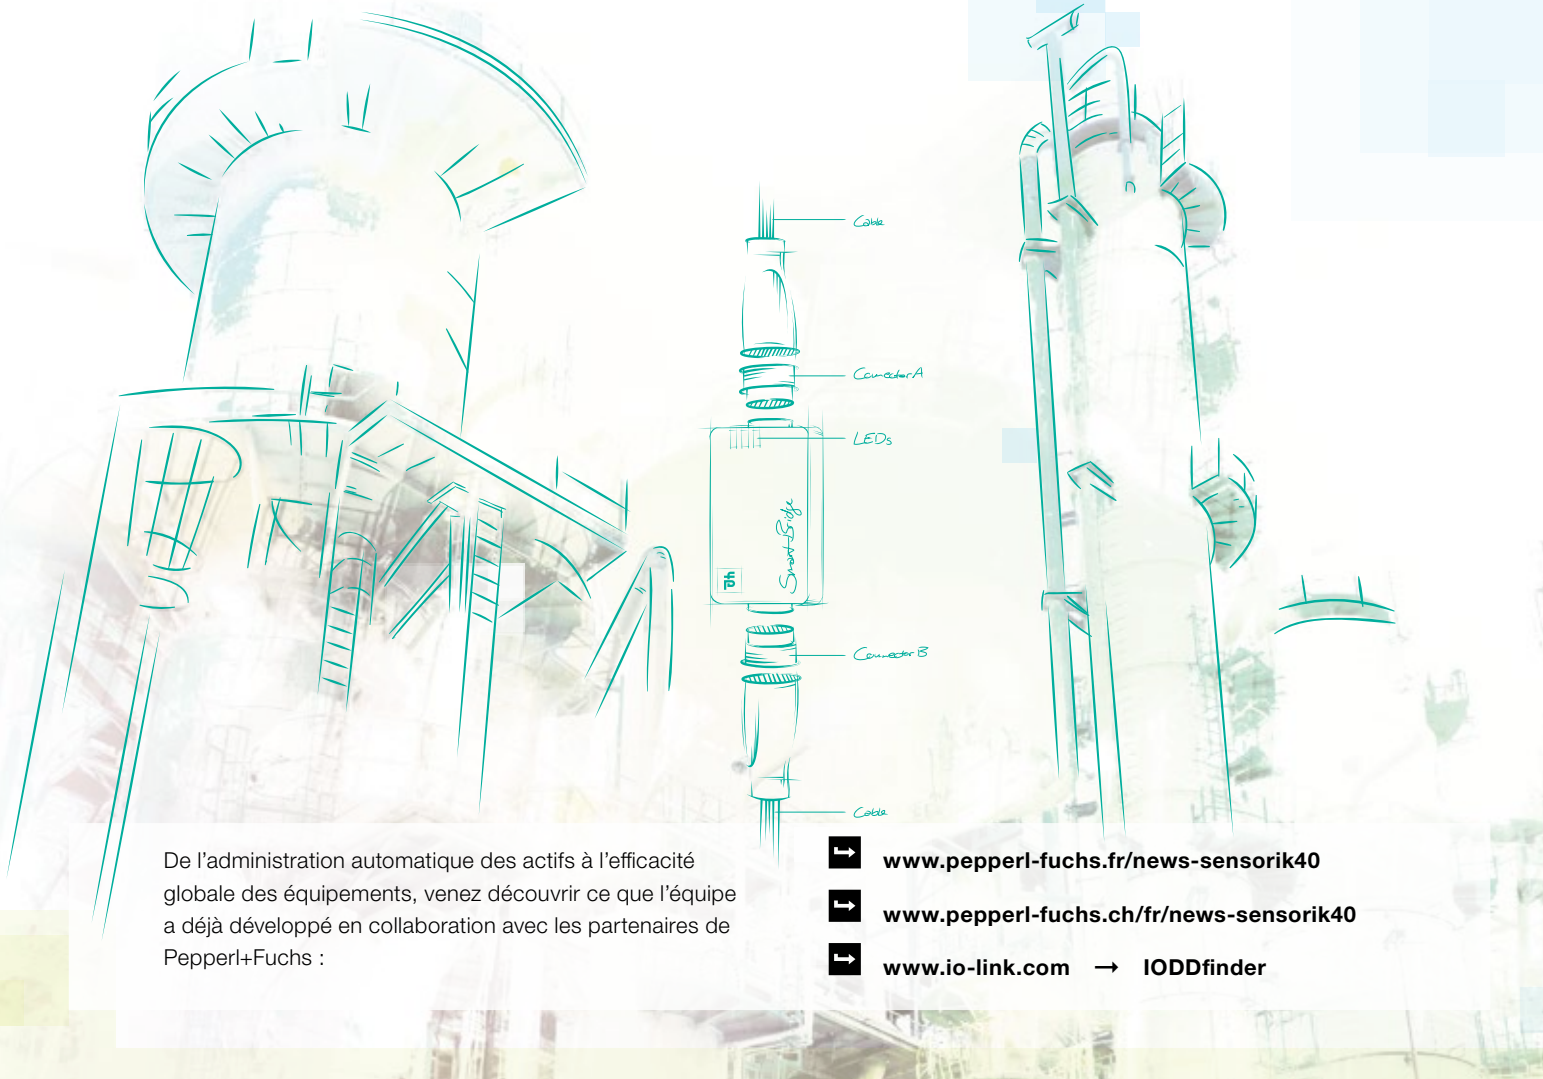 Cable
Connector A
LEDs
Smart-Bridge
Connector B
Cable
De l’administration automatique des actifs à l’efficacité
globale des équipements, venez découvrir ce que l’équipe
a déjà développé en collaboration avec les partenaires de
Pepperl+Fuchs :
www.pepperl-fuchs.fr/news-sensorik40
www.pepperl-fuchs.ch/fr/news-sensorik40
www.io-link.com → IODDfinder